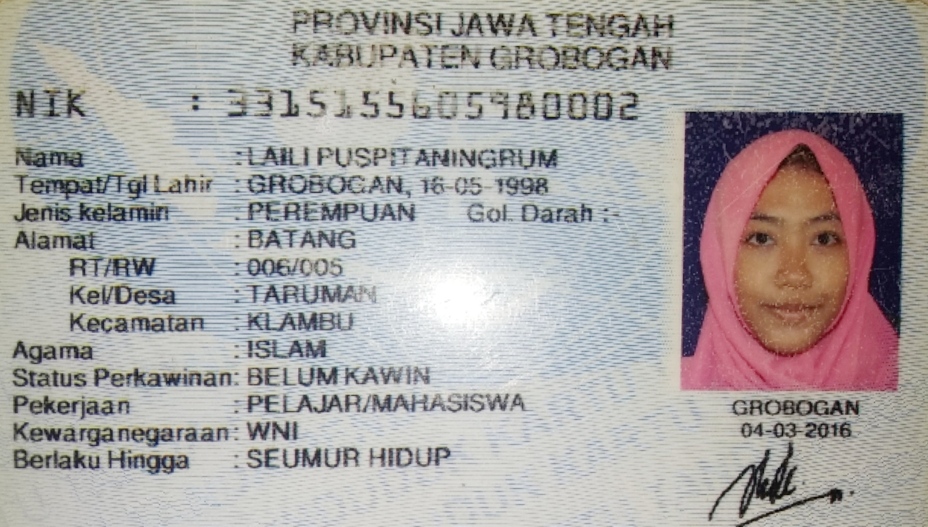 PROVINSI JAWA TENGAH
KABUPATEN GROBOGAN
NIK : 3315155605980002
Nama : LAILI PUSPITANINGRUM
Tempat/Tgl Lahir : GROBOGAN, 16-05-1998
Jenis kelamin : PEREMPUAN Gol. Darah :-
Alamat : BATANG
RT/RW : 006/005
Kel/Desa : TARUMAN
Kecamatan : KLAMBU
Agama : ISLAM
Status Perkawinan: BELUM KAWIN
Pekerjaan : PELAJAR/MAHASISWA
Kewarganegaraan: WNI
Berlaku Hingga : SEUMUR HIDUP
GROBOGAN
04-03-2016